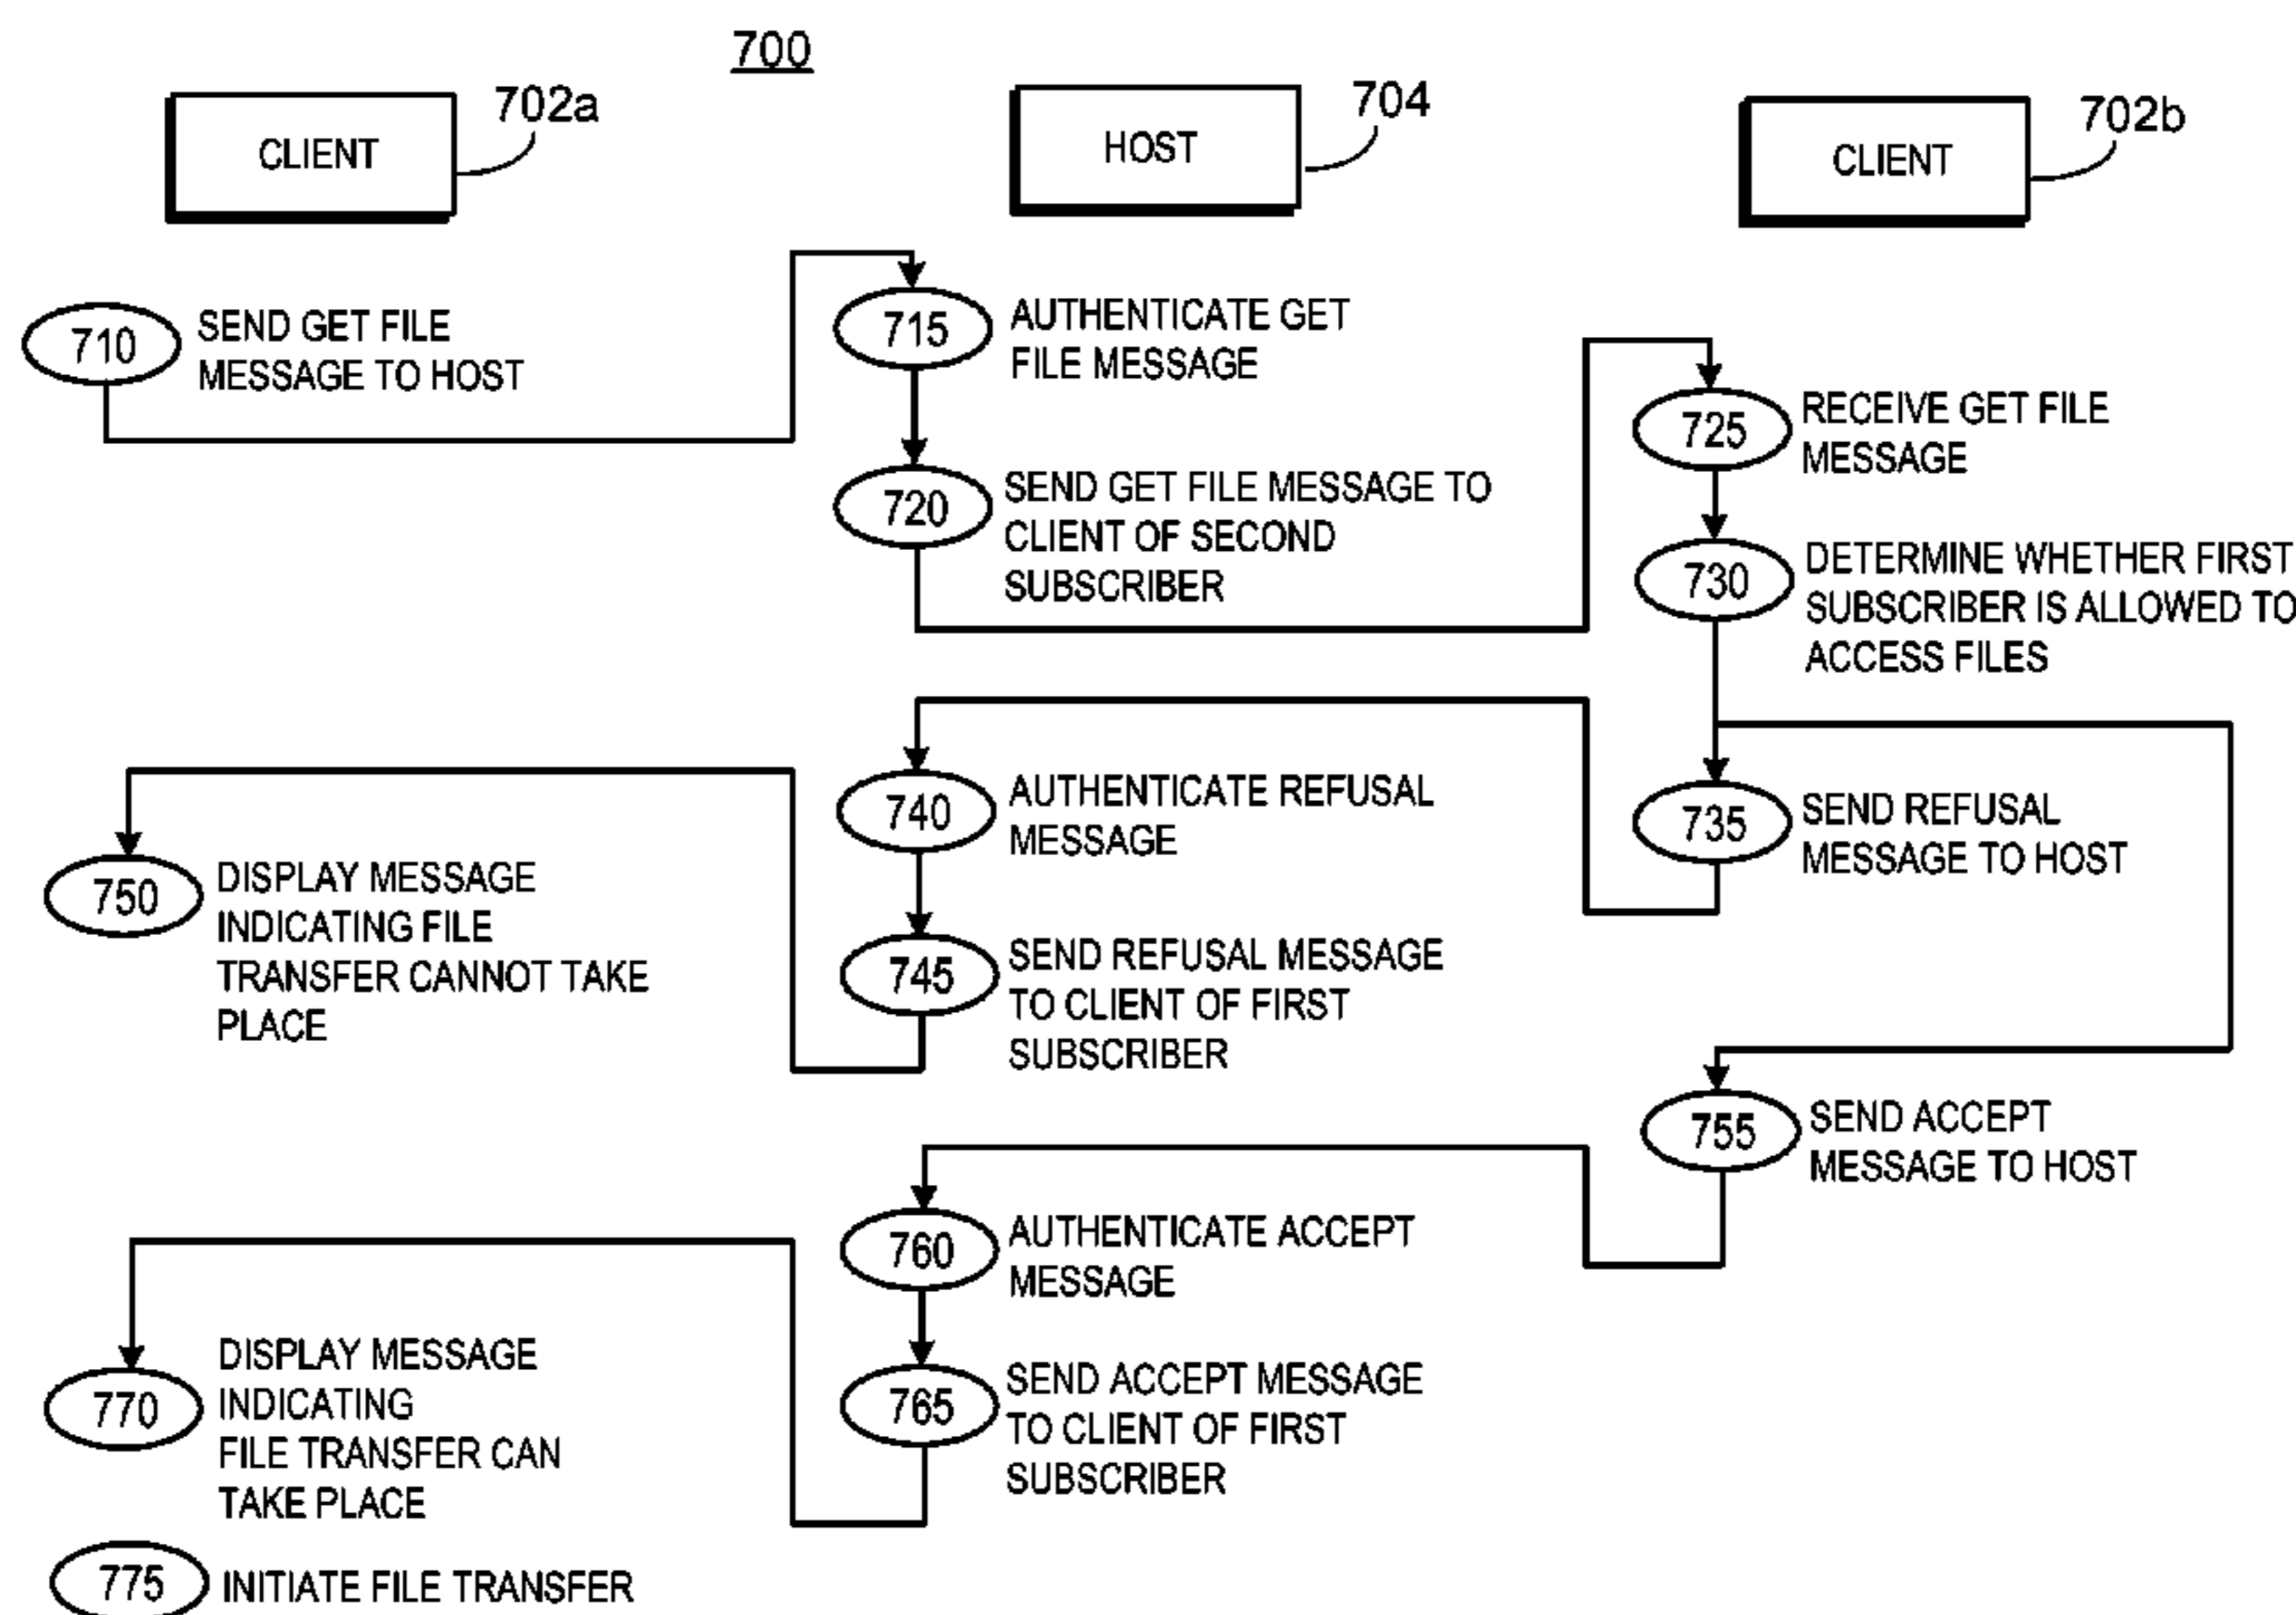 700
CLIENT
702a
HOST
704
CLIENT
702b
710
SEND GET FILE
MESSAGE TO HOST
715
AUTHENTICATE GET
FILE MESSAGE
720
SEND GET FILE MESSAGE TO
CLIENT OF SECOND
SUBSCRIBER
725
RECEIVE GET FILE
MESSAGE
730
DETERMINE WHETHER FIRST
SUBSCRIBER IS ALLOWED TO
ACCESS FILES
735
SEND REFUSAL
MESSAGE TO HOST
740
AUTHENTICATE REFUSAL
MESSAGE
745
SEND REFUSAL MESSAGE
TO CLIENT OF FIRST
SUBSCRIBER
750
DISPLAY MESSAGE
INDICATING FILE
TRANSFER CANNOT TAKE
PLACE
755
SEND ACCEPT
MESSAGE TO HOST
760
AUTHENTICATE ACCEPT
MESSAGE
765
SEND ACCEPT MESSAGE
TO CLIENT OF FIRST
SUBSCRIBER
770
DISPLAY MESSAGE
INDICATING
FILE TRANSFER CAN
TAKE PLACE
775
INITIATE FILE TRANSFER